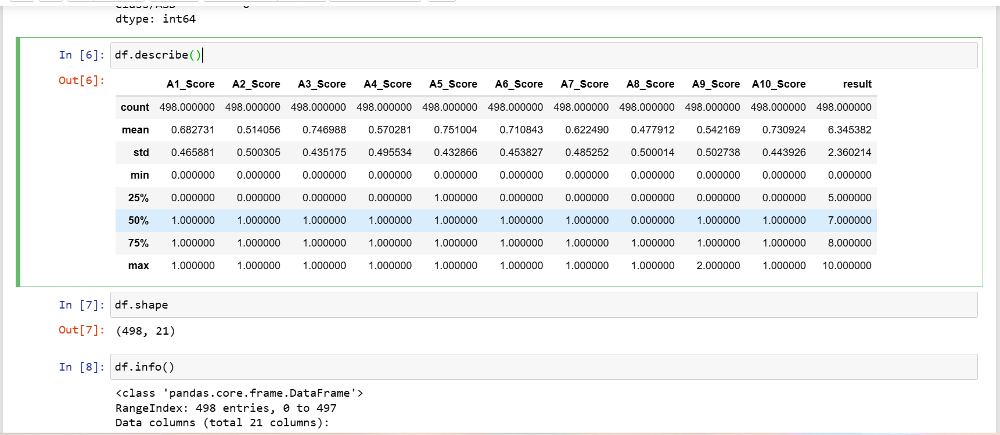 dtype: int64
In [6]: df.describe()
Out[6]:
A1_Score A2_Score A3_Score A4_Score A5_Score A6_Score A7_Score A8_Score A9_Score A10_Score result
count 498.000000 498.000000 498.000000 498.000000 498.000000 498.000000 498.000000 498.000000 498.000000 498.000000 498.000000
mean 0.682731 0.514056 0.746988 0.570281 0.751004 0.710843 0.622490 0.477912 0.542169 0.730924 6.345382
std 0.465881 0.500305 0.435175 0.495534 0.432866 0.453827 0.485252 0.500014 0.502738 0.443926 2.360214
min 0.000000 0.000000 0.000000 0.000000 0.000000 0.000000 0.000000 0.000000 0.000000 0.000000 0.000000
25% 0.000000 0.000000 0.000000 0.000000 1.000000 0.000000 0.000000 0.000000 0.000000 0.000000 5.000000
50% 1.000000 1.000000 1.000000 1.000000 1.000000 1.000000 1.000000 0.000000 1.000000 1.000000 7.000000
75% 1.000000 1.000000 1.000000 1.000000 1.000000 1.000000 1.000000 1.000000 1.000000 1.000000 8.000000
max 1.000000 1.000000 1.000000 1.000000 1.000000 1.000000 1.000000 1.000000 2.000000 1.000000 10.000000
In [7]: df.shape
Out[7]: (498, 21)
In [8]: df.info()
<class 'pandas.core.frame.DataFrame'>
RangeIndex: 498 entries, 0 to 497
Data columns (total 21 columns):